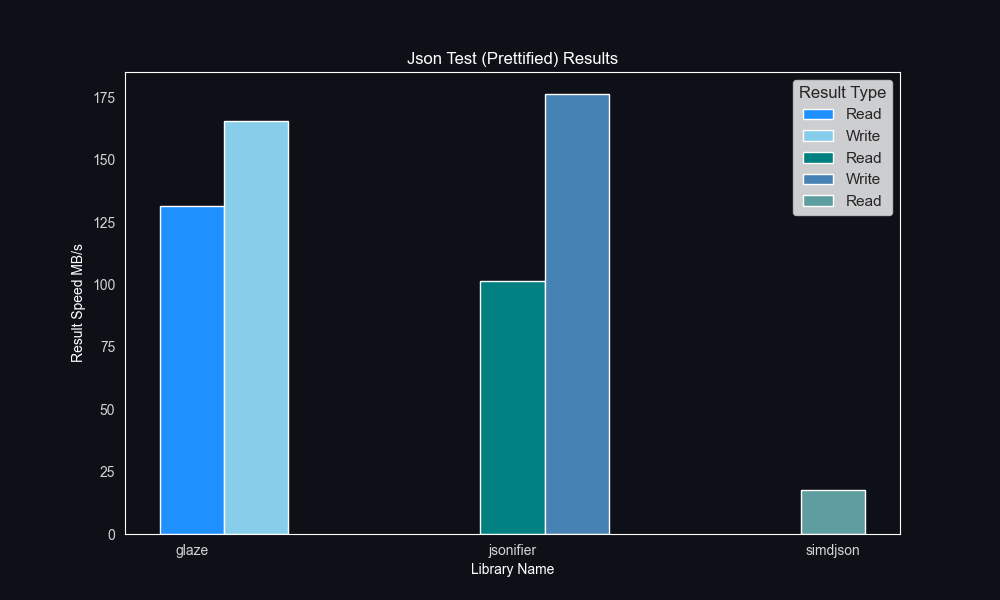 Json Test (Prettified) Results
Result Type
Read
Write
Read
Write
Read
Result Speed MB/s
175
150
125
100
75
50
25
0
glaze
jsonifier
simdjson
Library Name